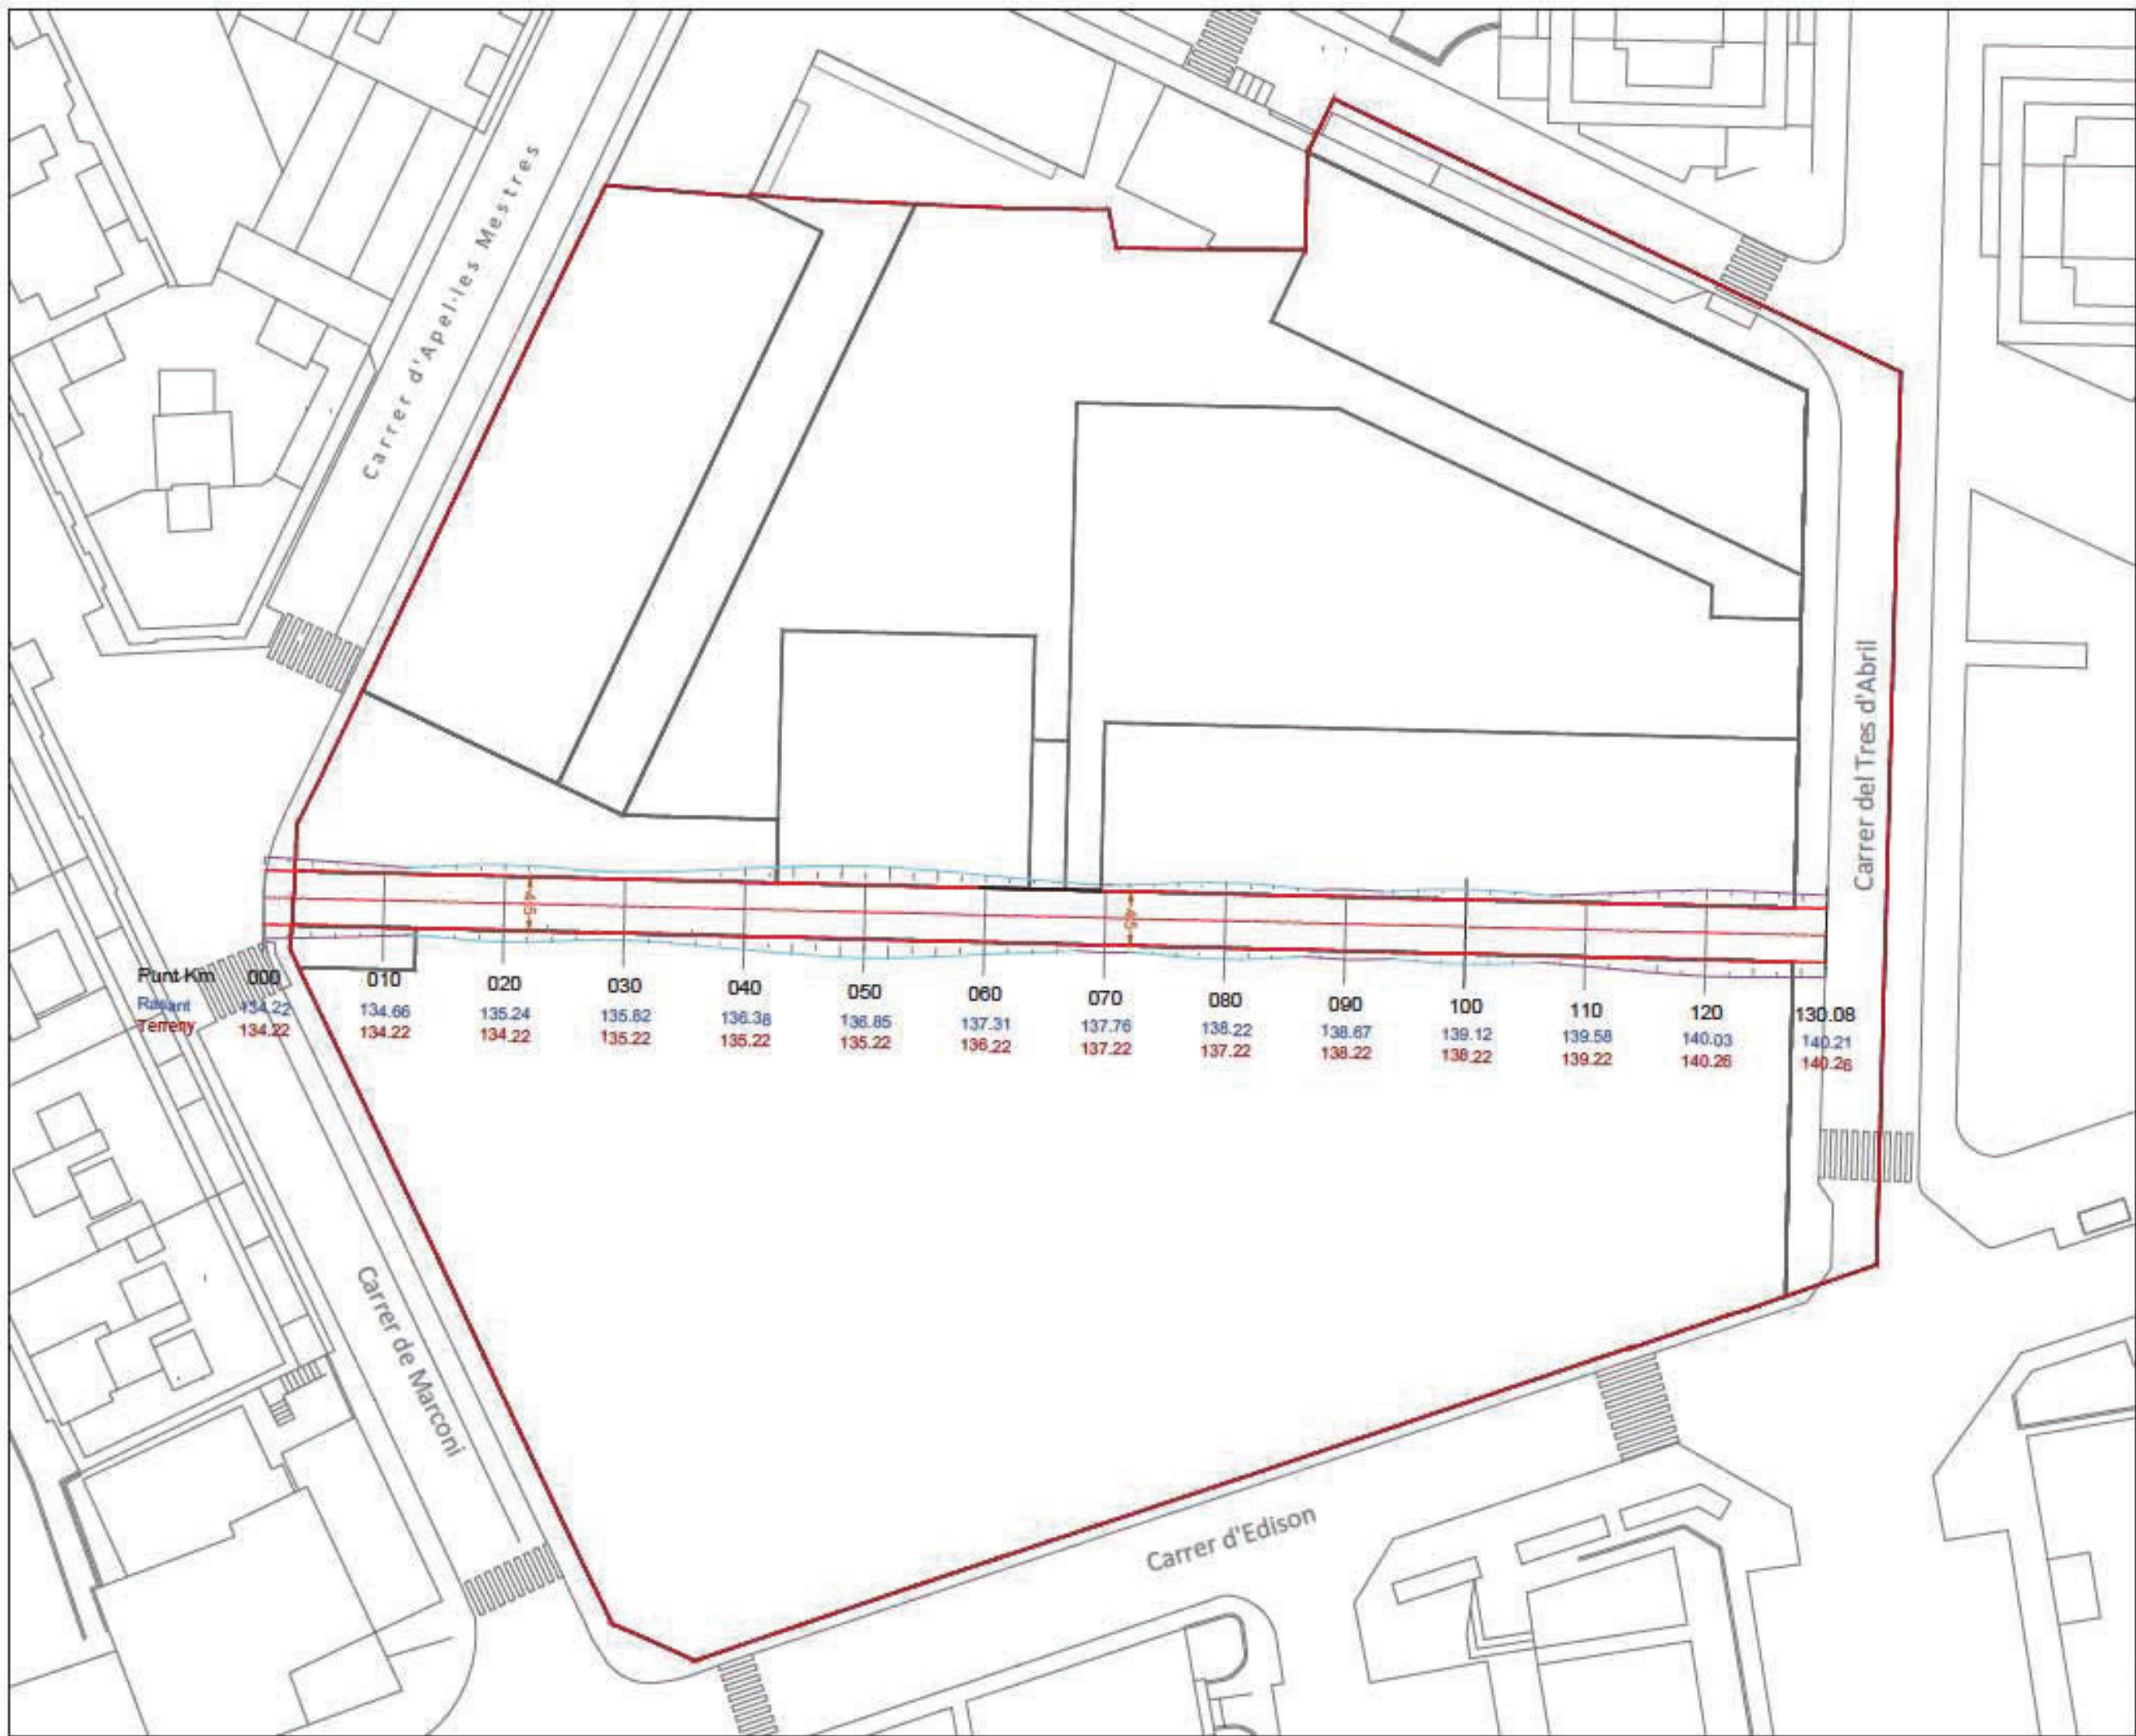 Carrer d'Apel·les Mestres
Carrer del Tres d'Abril
4.5
4.5
Punt Km 000 010 020 030 040 050 060 070 080 090 100 110 120 130.08
Rasant 134.22 134.66 135.24 135.82 136.38 136.85 137.31 137.76 138.22 138.67 139.12 139.58 140.03 140.21
Terreny 134.22 134.22 134.22 135.22 135.22 135.22 136.22 137.22 137.22 138.22 138.22 139.22 140.26 140.26
Carrer de Marconi
Carrer d'Edison